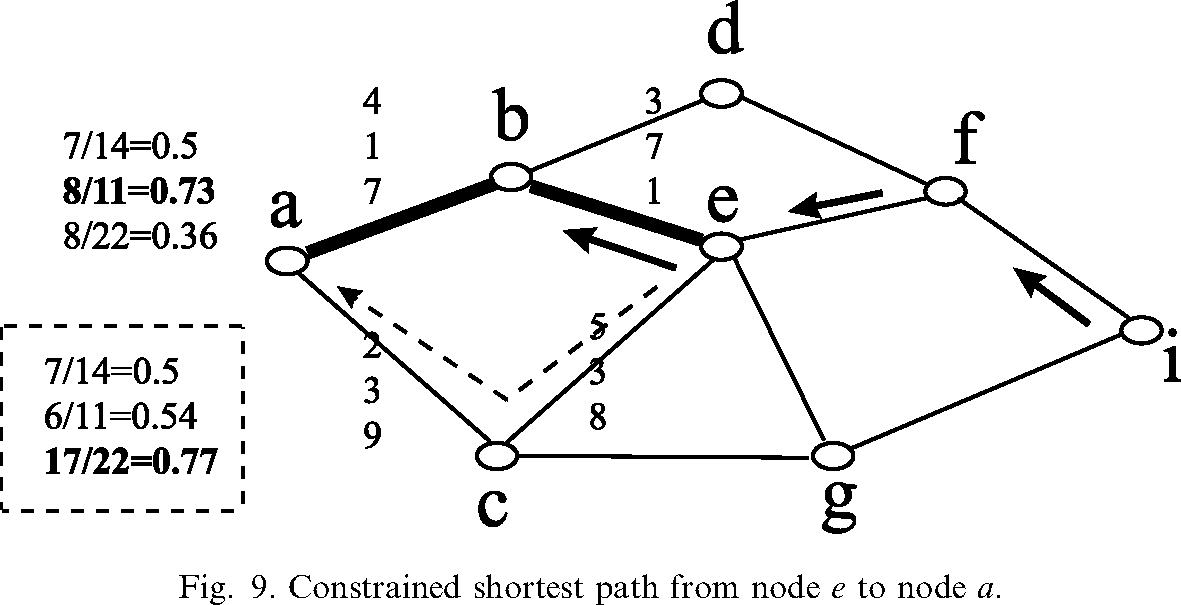 d
4
3
b
f
7/14=0.5
1
7
8/11=0.73
a
7
1
e
8/22=0.36
2
5
i
7/14=0.5
3
3
6/11=0.54
9
8
17/22=0.77
c
g
Fig. 9. Constrained shortest path from node e to node a.